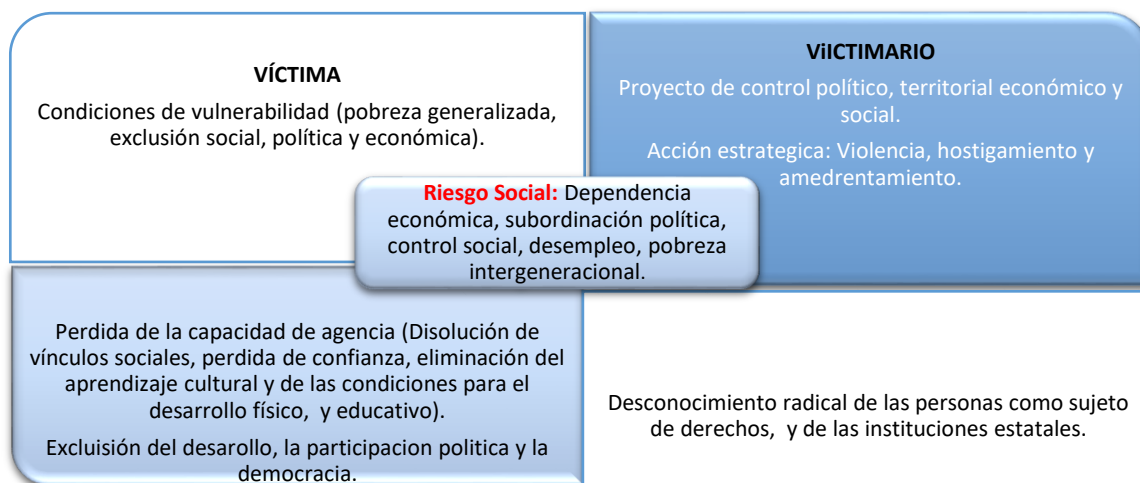 VÍCTIMA
Condiciones de vulnerabilidad (pobreza generalizada,
exclusión social, política y económica).
ViICTIMARIO
Proyecto de control político, territorial económico y
social.
Acción estrategica: Violencia, hostigamiento y
amedrentamiento.
Riesgo Social: Dependencia
económica, subordinación política,
control social, desempleo, pobreza
intergeneracional.
Perdida de la capacidad de agencia (Disolución de
vínculos sociales, perdida de confianza, eliminación del
aprendizaje cultural y de las condiciones para el
desarrollo físico, y educativo).
Excluisión del desarollo, la participacion politica y la
democracia.
Desconocimiento radical de las personas como sujeto
de derechos, y de las instituciones estatales.